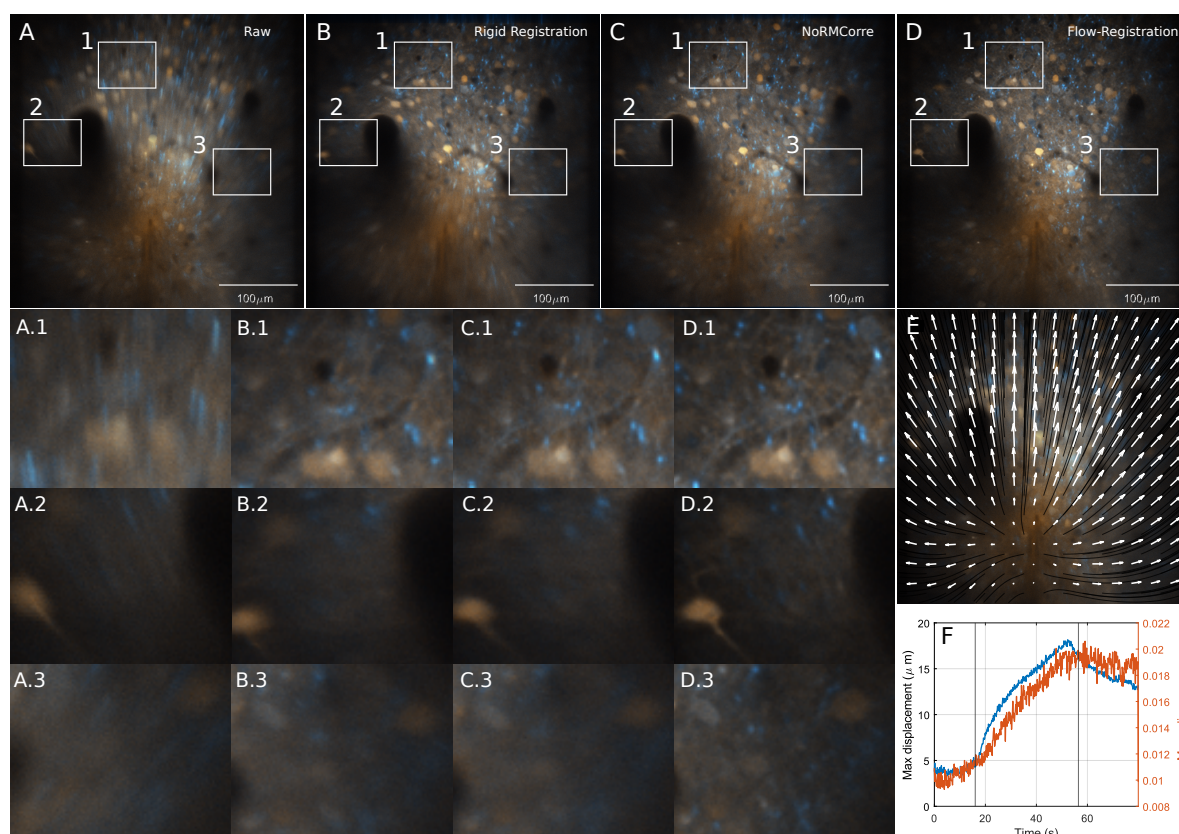 A
1
Raw
2
3
100μm
B
1
Rigid Registration
2
3
100μm
C
1
NoRMCorre
2
3
100μm
D
1
Flow-Registration
2
3
100μm
A.1
B.1
C.1
D.1
A.2
B.2
C.2
D.2
A.3
B.3
C.3
D.3
E
F
Max displacement (μ m)
20
15
10
5
0
0.022
0.02
0.018
0.016
0.014
0.012
0.01
0.008
0 20 40 60
Time (s)